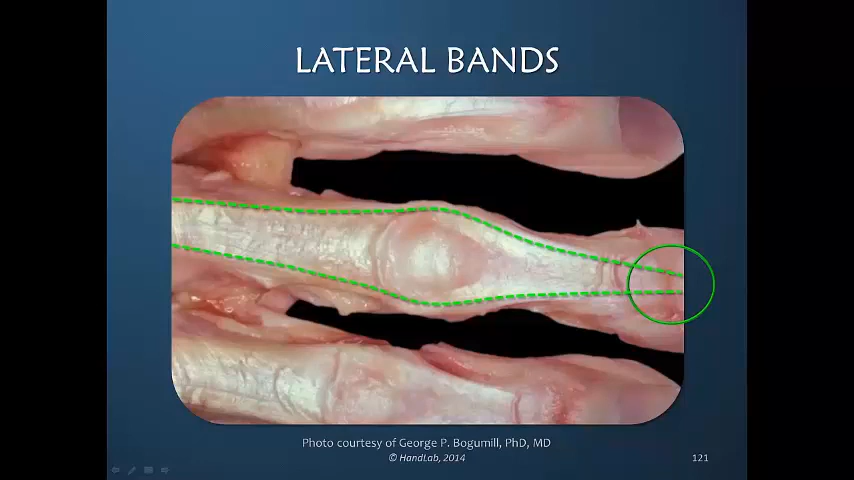 LATERAL BANDS
Photo courtesy of George P. Bogumill, PhD, MD
© HandLab, 2014
121